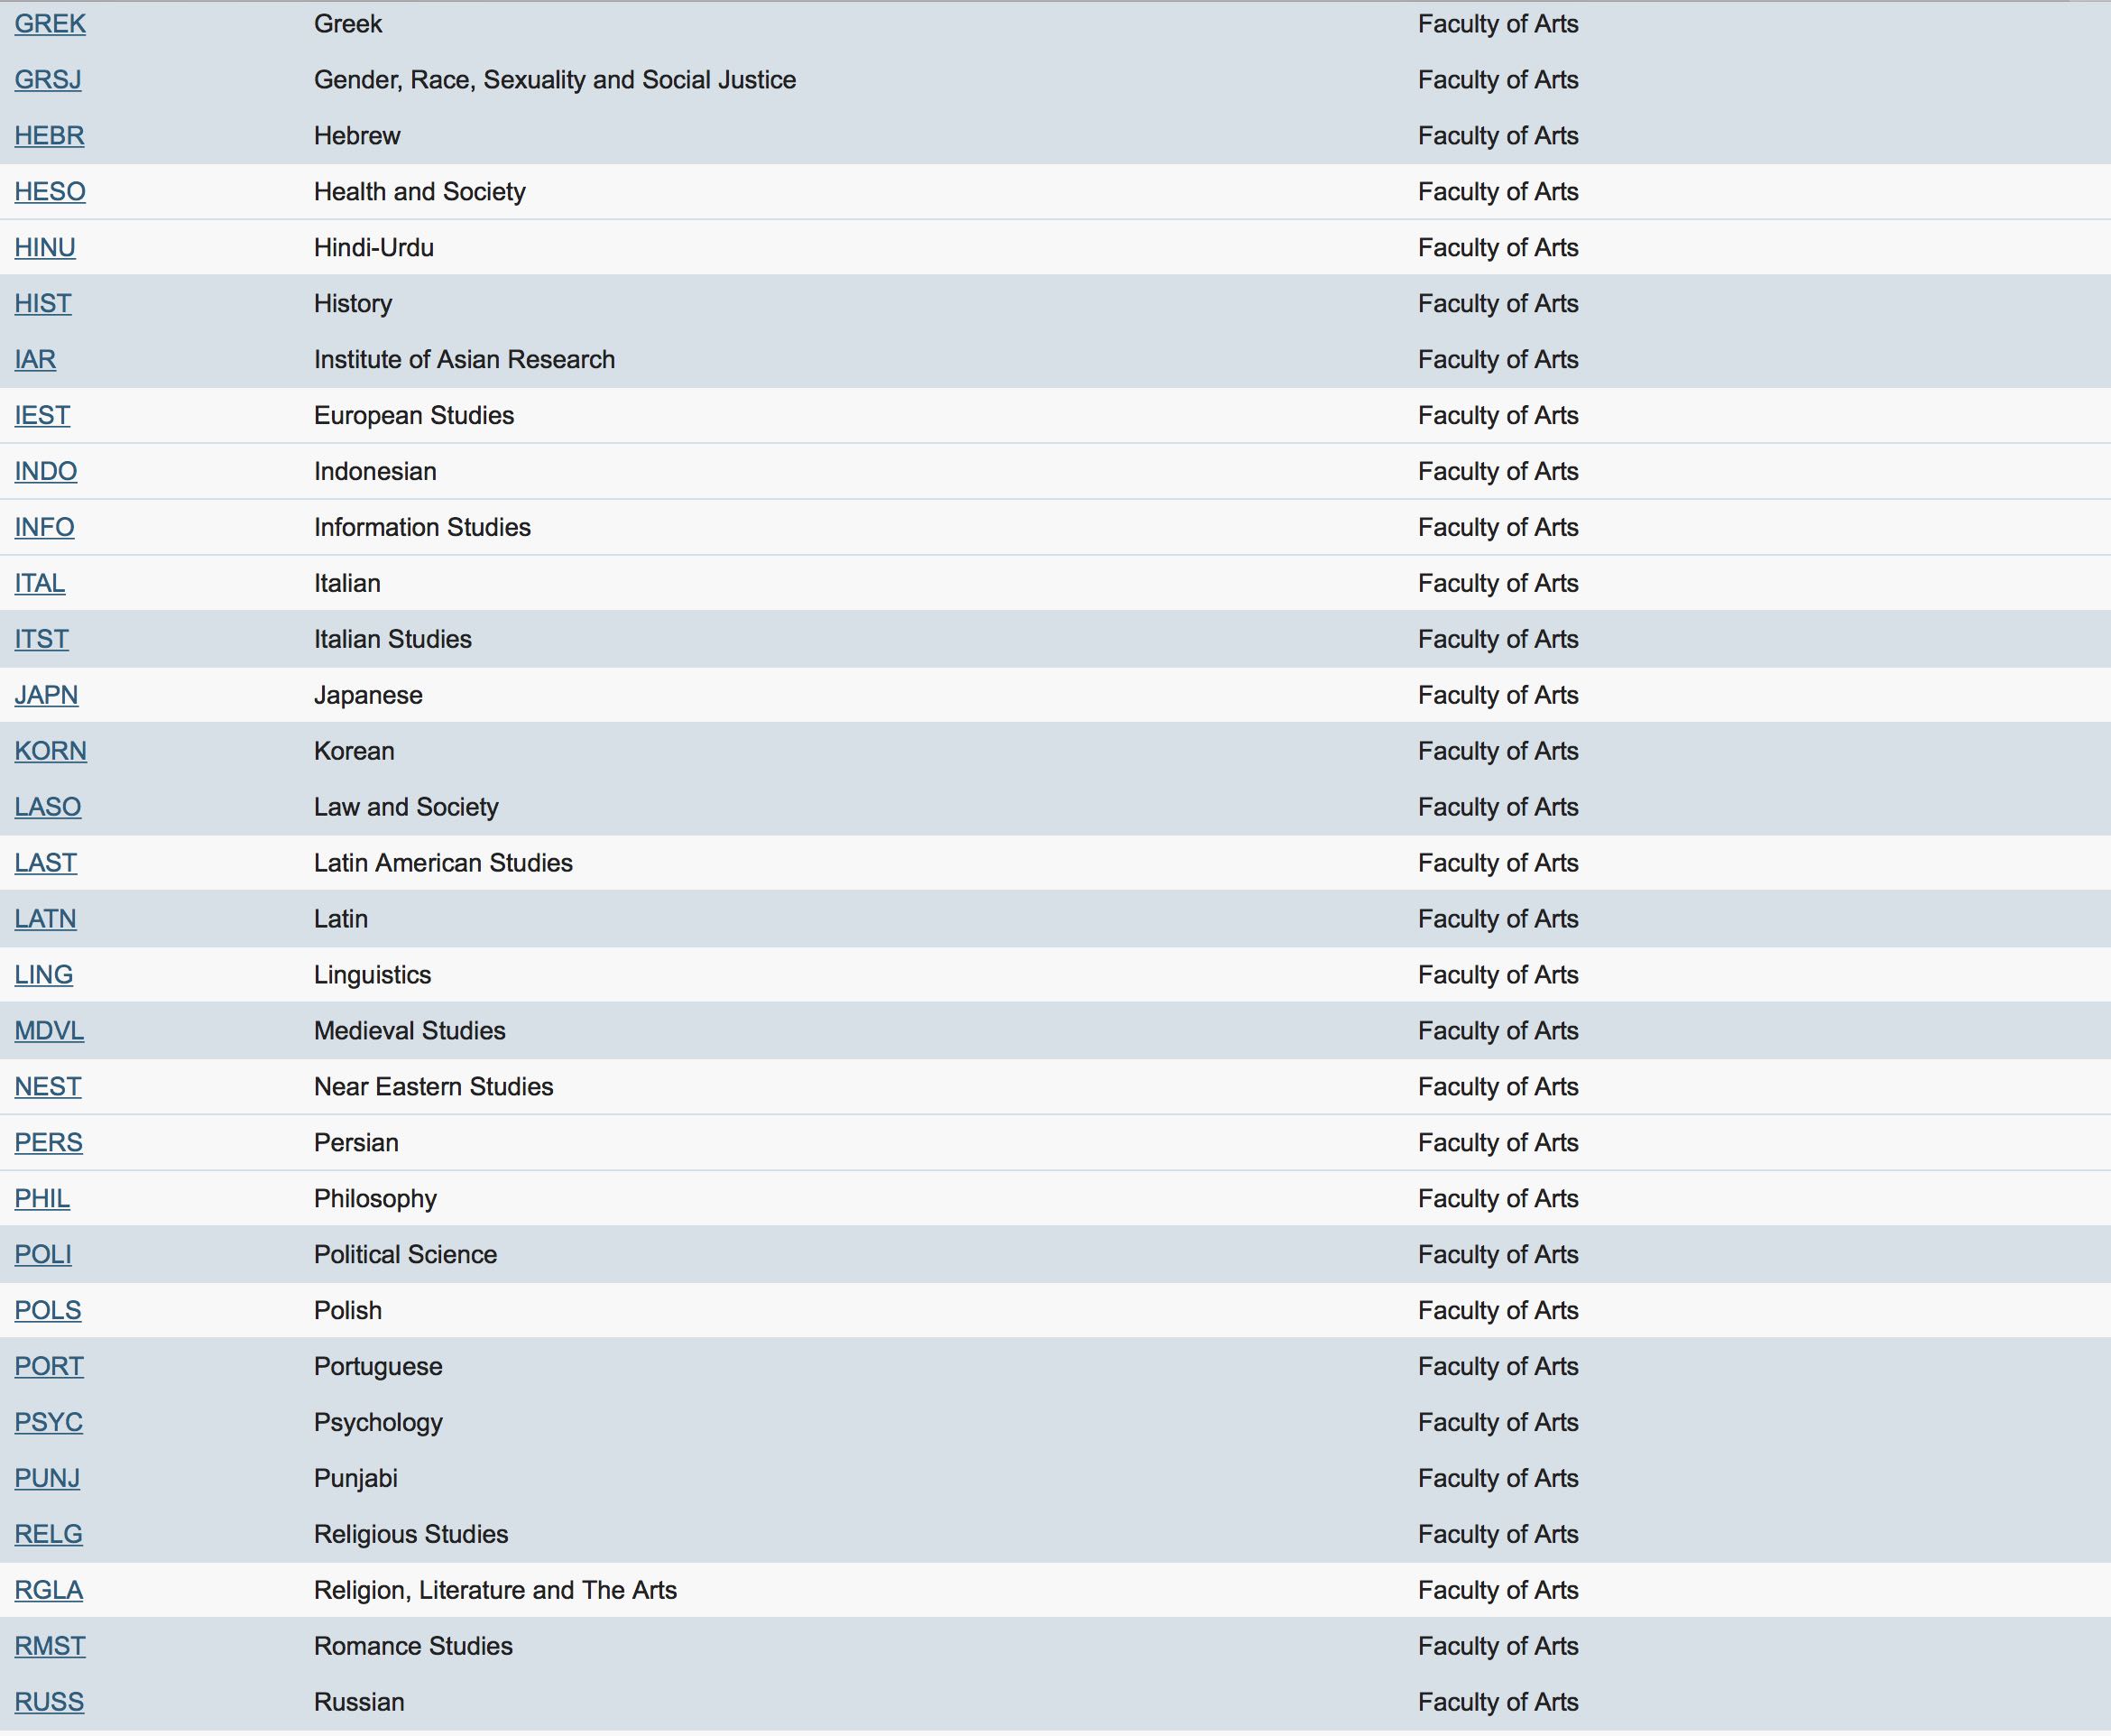 GREK Greek Faculty of Arts
GRSJ Gender, Race, Sexuality and Social Justice Faculty of Arts
HEBR Hebrew Faculty of Arts
HESO Health and Society Faculty of Arts
HINU Hindi-Urdu Faculty of Arts
HIST History Faculty of Arts
IAR Institute of Asian Research Faculty of Arts
IEST European Studies Faculty of Arts
INDO Indonesian Faculty of Arts
INFO Information Studies Faculty of Arts
ITAL Italian Faculty of Arts
ITST Italian Studies Faculty of Arts
JAPN Japanese Faculty of Arts
KORN Korean Faculty of Arts
LASO Law and Society Faculty of Arts
LAST Latin American Studies Faculty of Arts
LATN Latin Faculty of Arts
LING Linguistics Faculty of Arts
MDVL Medieval Studies Faculty of Arts
NEST Near Eastern Studies Faculty of Arts
PERS Persian Faculty of Arts
PHIL Philosophy Faculty of Arts
POLI Political Science Faculty of Arts
POLS Polish Faculty of Arts
PORT Portuguese Faculty of Arts
PSYC Psychology Faculty of Arts
PUNJ Punjabi Faculty of Arts
RELG Religious Studies Faculty of Arts
RGLA Religion, Literature and The Arts Faculty of Arts
RMST Romance Studies Faculty of Arts
RUSS Russian Faculty of Arts